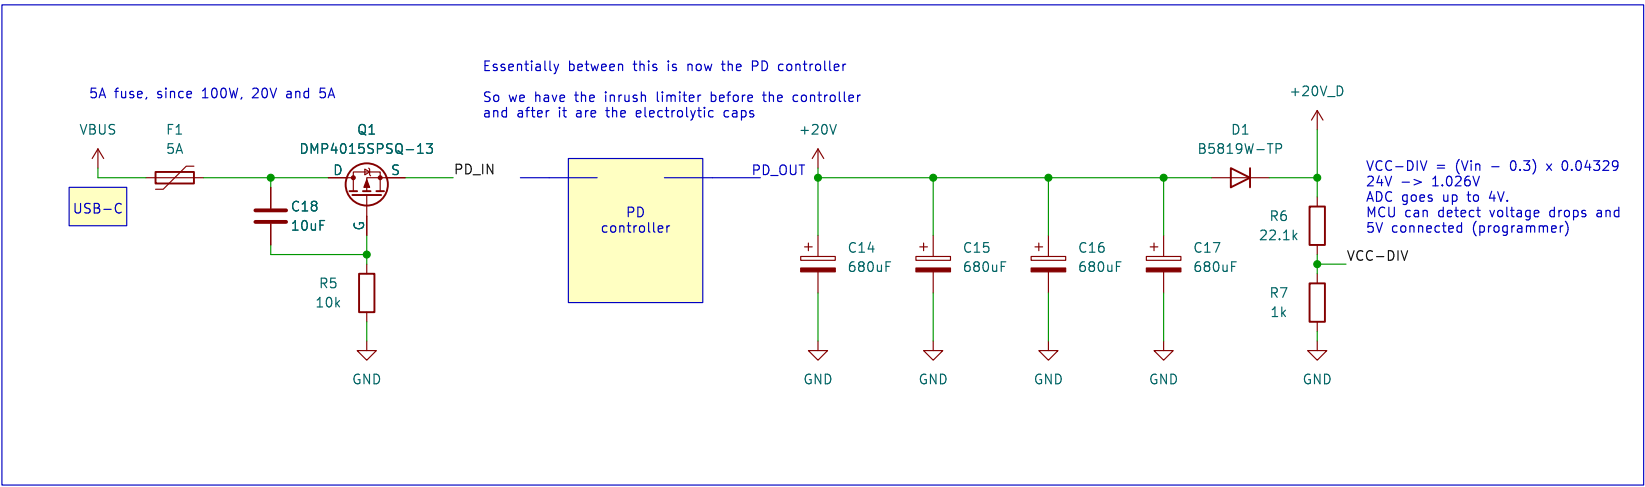 Essentially between this is now the PD controller
So we have the inrush limiter before the controller
and after it are the electrolytic caps
5A fuse, since 100W, 20V and 5A
VBUS
F1
5A
Q1
DMP4015SPSQ-13
D
S
G
PD_IN
USB-C
C18
10uF
R5
10k
GND
PD
controller
PD_OUT
+20V
C14
680uF
GND
C15
680uF
GND
C16
680uF
GND
C17
680uF
GND
D1
B5819W-TP
+20V_D
R6
22.1k
VCC-DIV
R7
1k
GND
VCC-DIV = (Vin - 0.3) x 0.04329
24V -> 1.026V
ADC goes up to 4V.
MCU can detect voltage drops and
5V connected (programmer)